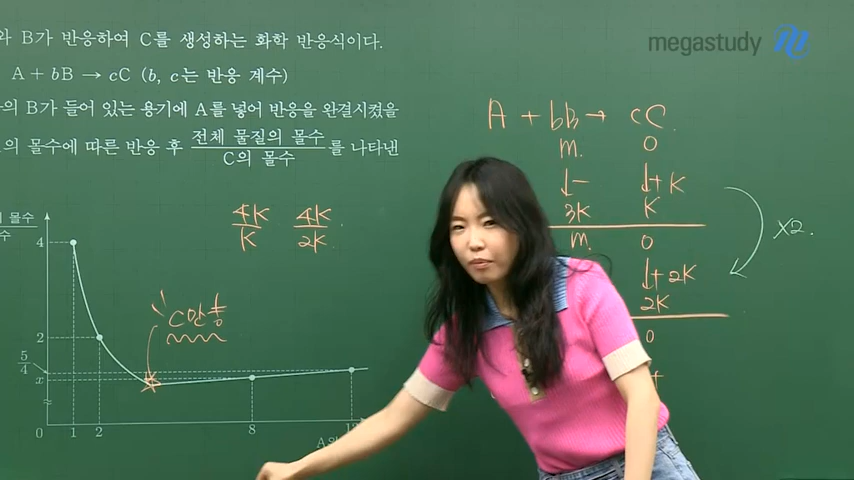 megastudy
B가 반응하여 C를 생성하는 화학 반응식이다.
A + bB → cC (b, c는 반응 계수)
의 B가 들어 있는 용기에 A를 넣어 반응을 완결시켰을
의 몰수에 따른 반응 후 전체 물질의 몰수 / C의 몰수 를 나타낸
몰수
수
4
2
5/4
x
0 1 2 8
C만 有
4K/K 4K/2K
A + bB → cC
m. 0
↓- ↓+K
3K K
m. 0
↓+2K
2K
0
+
X2.